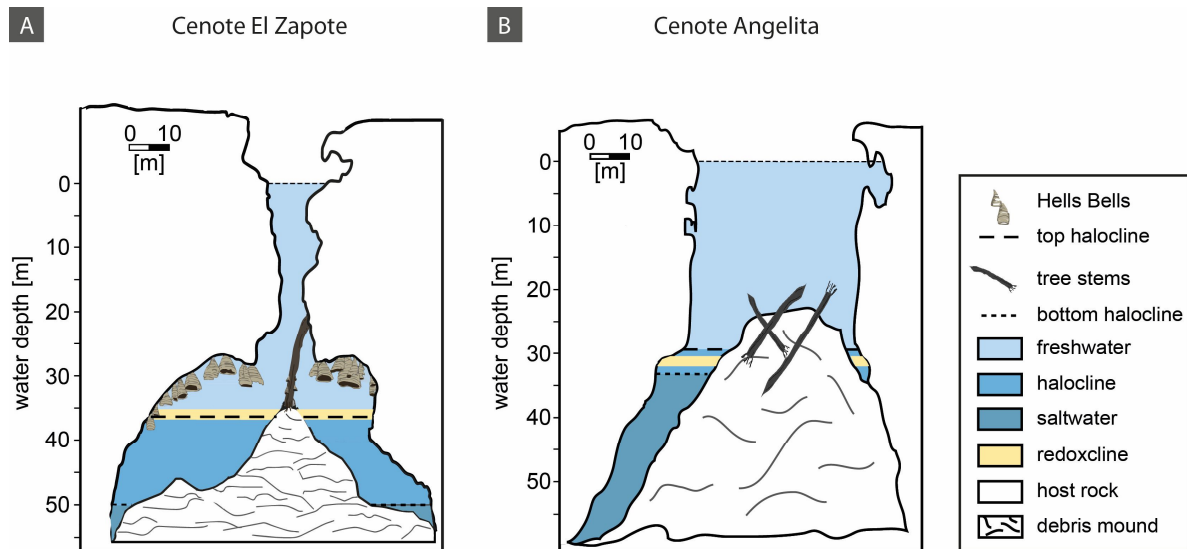 A
Cenote El Zapote
0 10
[m]
water depth [m]
0
10
20
30
40
50
B
Cenote Angelita
0 10
[m]
water depth [m]
0
10
20
30
40
50
Hells Bells
top halocline
tree stems
bottom halocline
freshwater
halocline
saltwater
redoxcline
host rock
debris mound